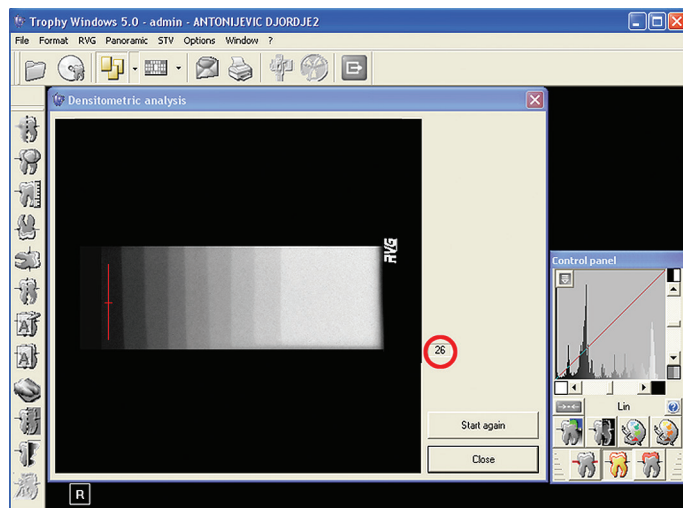 Trophy Windows 5.0 - admin - ANTONIJEVIC DJORDJE2
File Format RVG Panoramic STV Options Window ?
Densitometric analysis
RVG
26
Start again
Close
Control panel
Lin
A
A
R